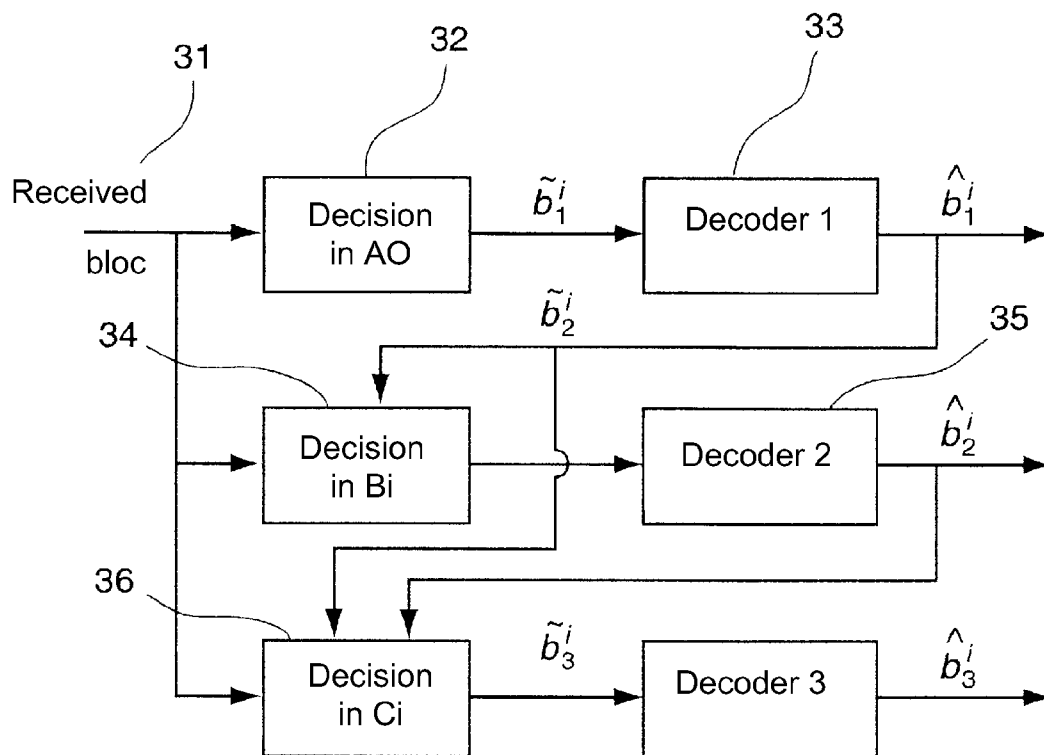 31
32
33
Received
bloc
Decision
in AO
b̃₁ⁱ
Decoder 1
b̂₁ⁱ
34
b̃₂ⁱ
35
Decision
in Bi
Decoder 2
b̂₂ⁱ
36
Decision
in Ci
b̃₃ⁱ
Decoder 3
b̂₃ⁱ